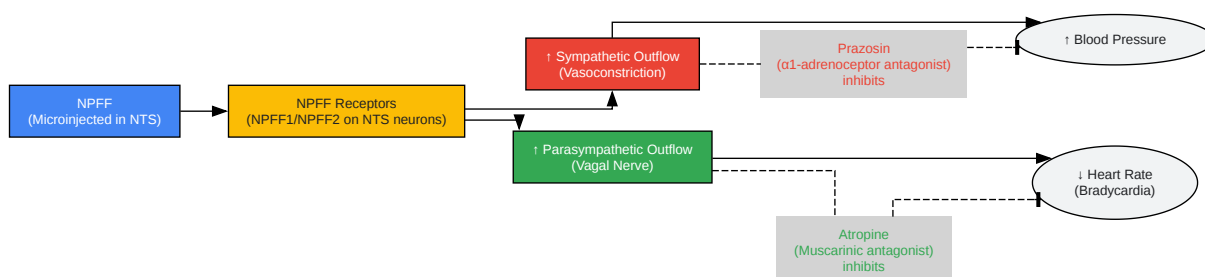 NPFF
(Microinjected in NTS)
NPFF Receptors
(NPFF1/NPFF2 on NTS neurons)
↑ Sympathetic Outflow
(Vasoconstriction)
Prazosin
(α1-adrenoceptor antagonist)
inhibits
↑ Blood Pressure
↑ Parasympathetic Outflow
(Vagal Nerve)
↓ Heart Rate
(Bradycardia)
Atropine
(Muscarinic antagonist)
inhibits